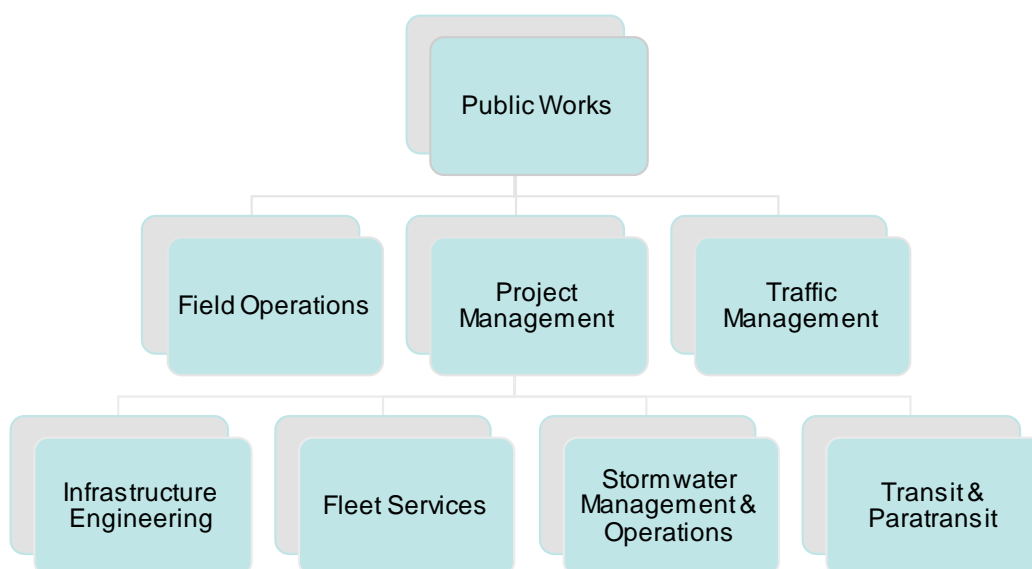 Public Works
Field Operations
Project
Management
Traffic
Management
Infrastructure
Engineering
Fleet Services
Stormwater
Management &
Operations
Transit &
Paratransit